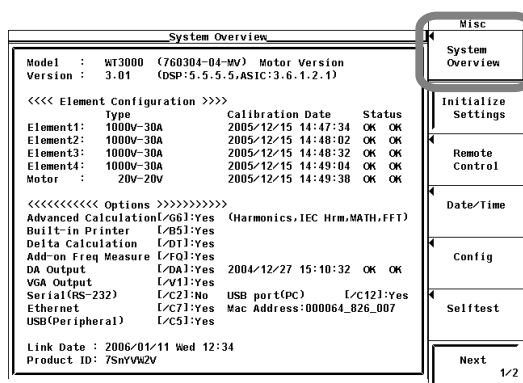 System Overview
Model : WT3000 (760304-04-MV) Motor Version
Version : 3.01 (DSP:5.5.5.5,ASIC:3.6.1.2.1)
<<<< Element Configuration >>>>
Type Calibration Date Status
Element1: 1000V-30A 2005/12/15 14:47:34 OK OK
Element2: 1000V-30A 2005/12/15 14:48:02 OK OK
Element3: 1000V-30A 2005/12/15 14:48:32 OK OK
Element4: 1000V-30A 2005/12/15 14:49:04 OK OK
Motor : 20V-20V 2005/12/15 14:49:38 OK OK
<<<<<<<<<<< Options >>>>>>>>>>>
Advanced Calculation[/G6]:Yes (Harmonics,IEC Hrm,MATH,FFT)
Built-in Printer [/B5]:Yes
Delta Calculation [/DT]:Yes
Add-on Freq Measure [/FQ]:Yes
DA Output [/DA]:Yes 2004/12/27 15:10:32 OK OK
VGA Output [/V1]:Yes
Serial(RS-232) [/C2]:No USB port(PC) [/C12]:Yes
Ethernet [/C7]:Yes Mac Address:000064_826_007
USB(Peripheral) [/C5]:Yes
Link Date : 2006/01/11 Wed 12:34
Product ID: 7SnYVW2V
Misc
System
Overview
Initialize
Settings
Remote
Control
Date/Time
Config
Selftest
Next
1/2